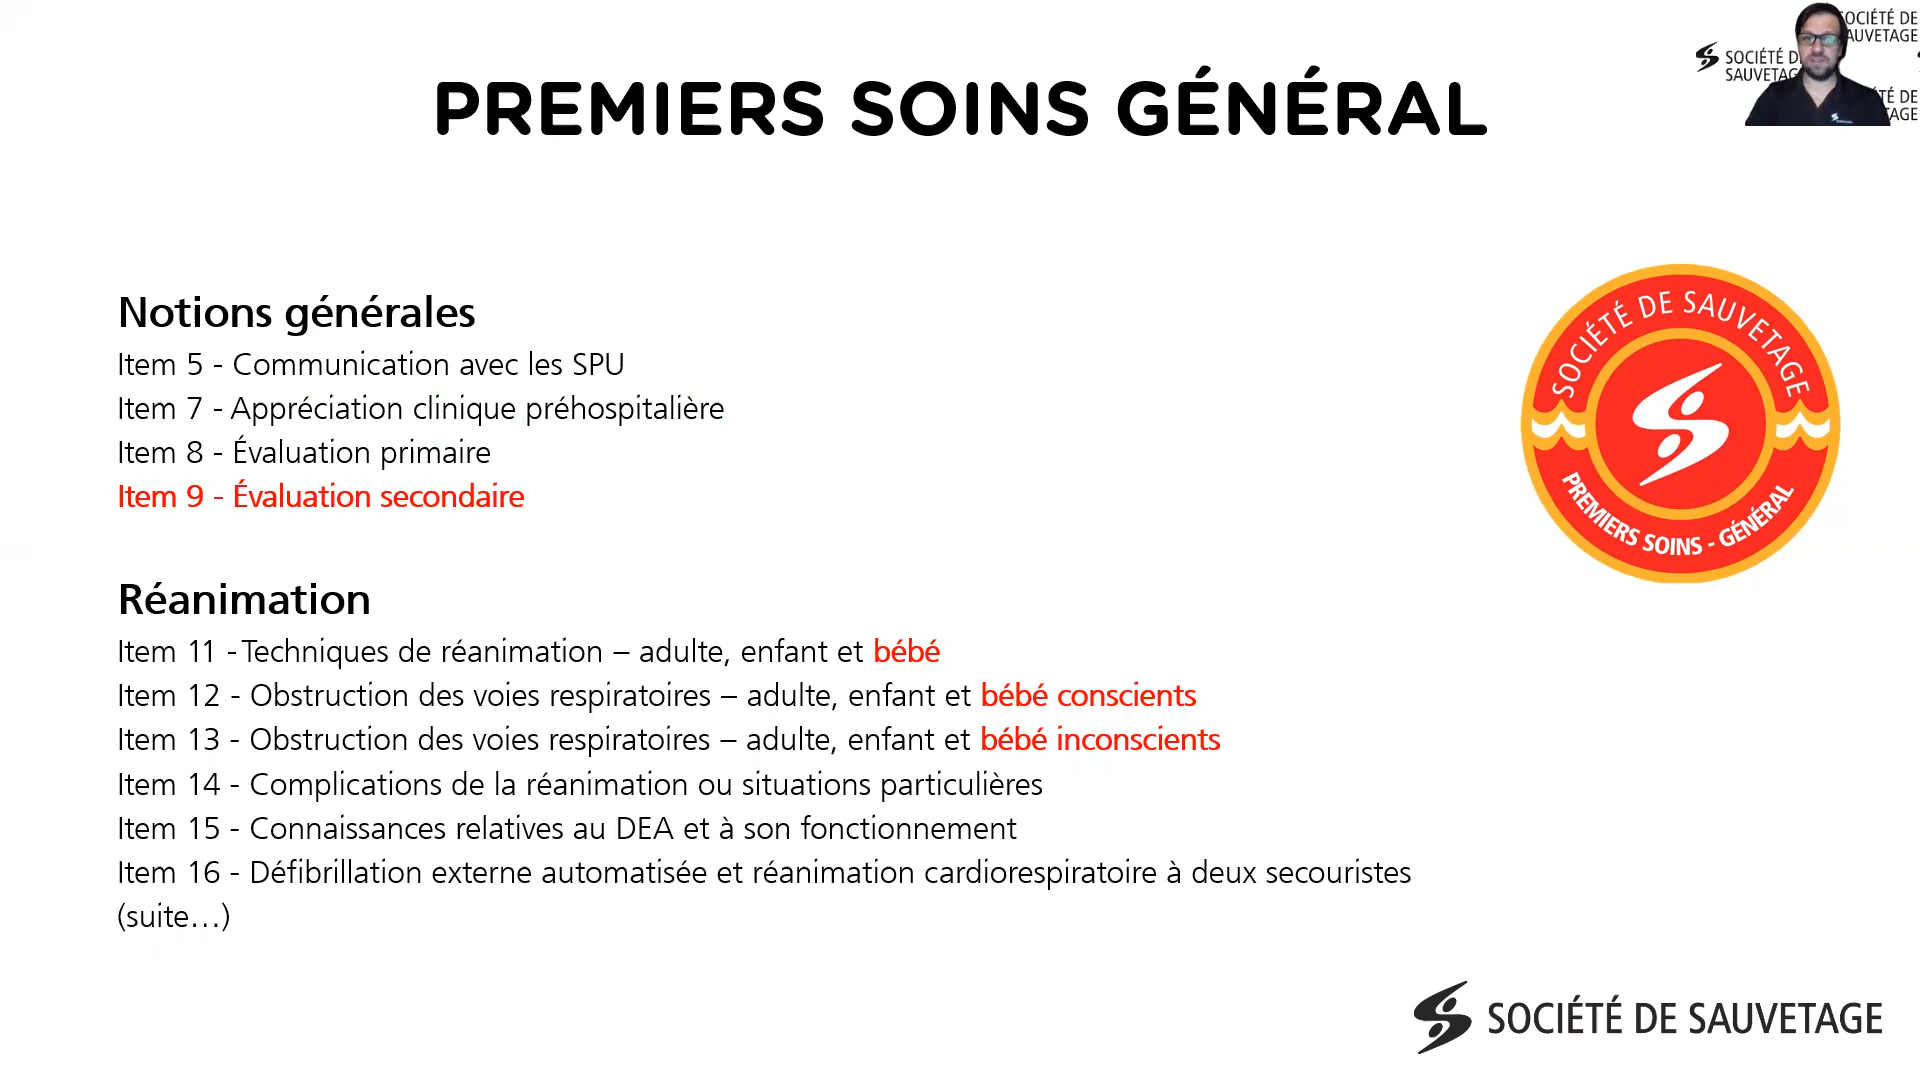 SOCIÉTÉ DE
SAUVETAGE
PREMIERS SOINS GÉNÉRAL
Notions générales
Item 5 - Communication avec les SPU
Item 7 - Appréciation clinique préhospitalière
Item 8 - Évaluation primaire
Item 9 - Évaluation secondaire
SOCIÉTÉ DE SAUVETAGE
PREMIERS SOINS - GÉNÉRAL
Réanimation
Item 11 - Techniques de réanimation – adulte, enfant et bébé
Item 12 - Obstruction des voies respiratoires – adulte, enfant et bébé conscients
Item 13 - Obstruction des voies respiratoires – adulte, enfant et bébé inconscients
Item 14 - Complications de la réanimation ou situations particulières
Item 15 - Connaissances relatives au DEA et à son fonctionnement
Item 16 - Défibrillation externe automatisée et réanimation cardiorespiratoire à deux secouristes
(suite…)
SOCIÉTÉ DE SAUVETAGE